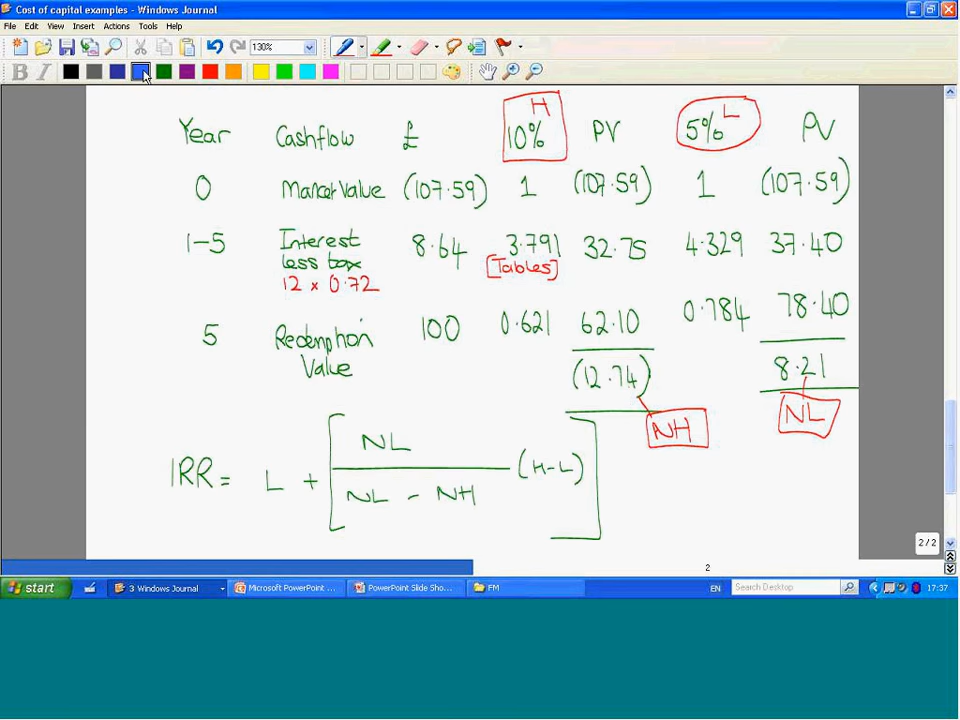 Cost of capital examples - Windows Journal
File Edit View Insert Actions Tools Help
130%
B I
H L
Year Cashflow £ 10% PV 5% PV
0 Market Value (107.59) 1 (107.59) 1 (107.59)
1-5 Interest 8.64 3.791 32.75 4.329 37.40
less tax [Tables]
12 x 0.72
5 Redemption 100 0.621 62.10 0.784 78.40
Value (12.74) 8.21
NH NL
IRR = L + [ NL (H-L) ]
NL - NH
2/2
2
start 3 Windows Journal Microsoft PowerPoint ... PowerPoint Slide Sho... FM EN Search Desktop 17:37